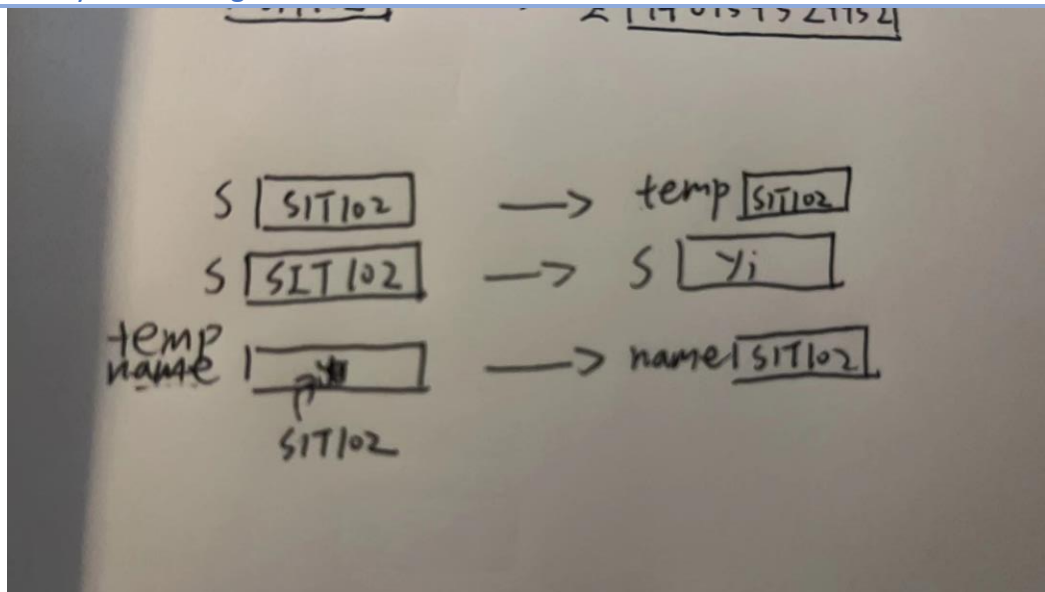 S SIT102 → temp SIT102
S SIT102 → S Yi
temp
name → name SIT102
SIT102